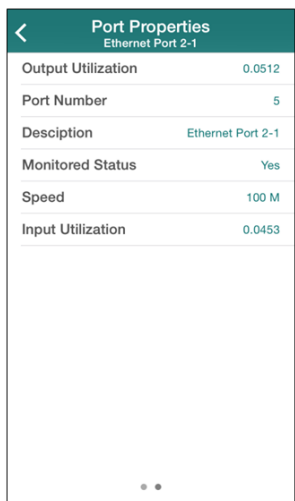 Port Properties
Ethernet Port 2-1
Output Utilization 0.0512
Port Number 5
Desciption Ethernet Port 2-1
Monitored Status Yes
Speed 100 M
Input Utilization 0.0453